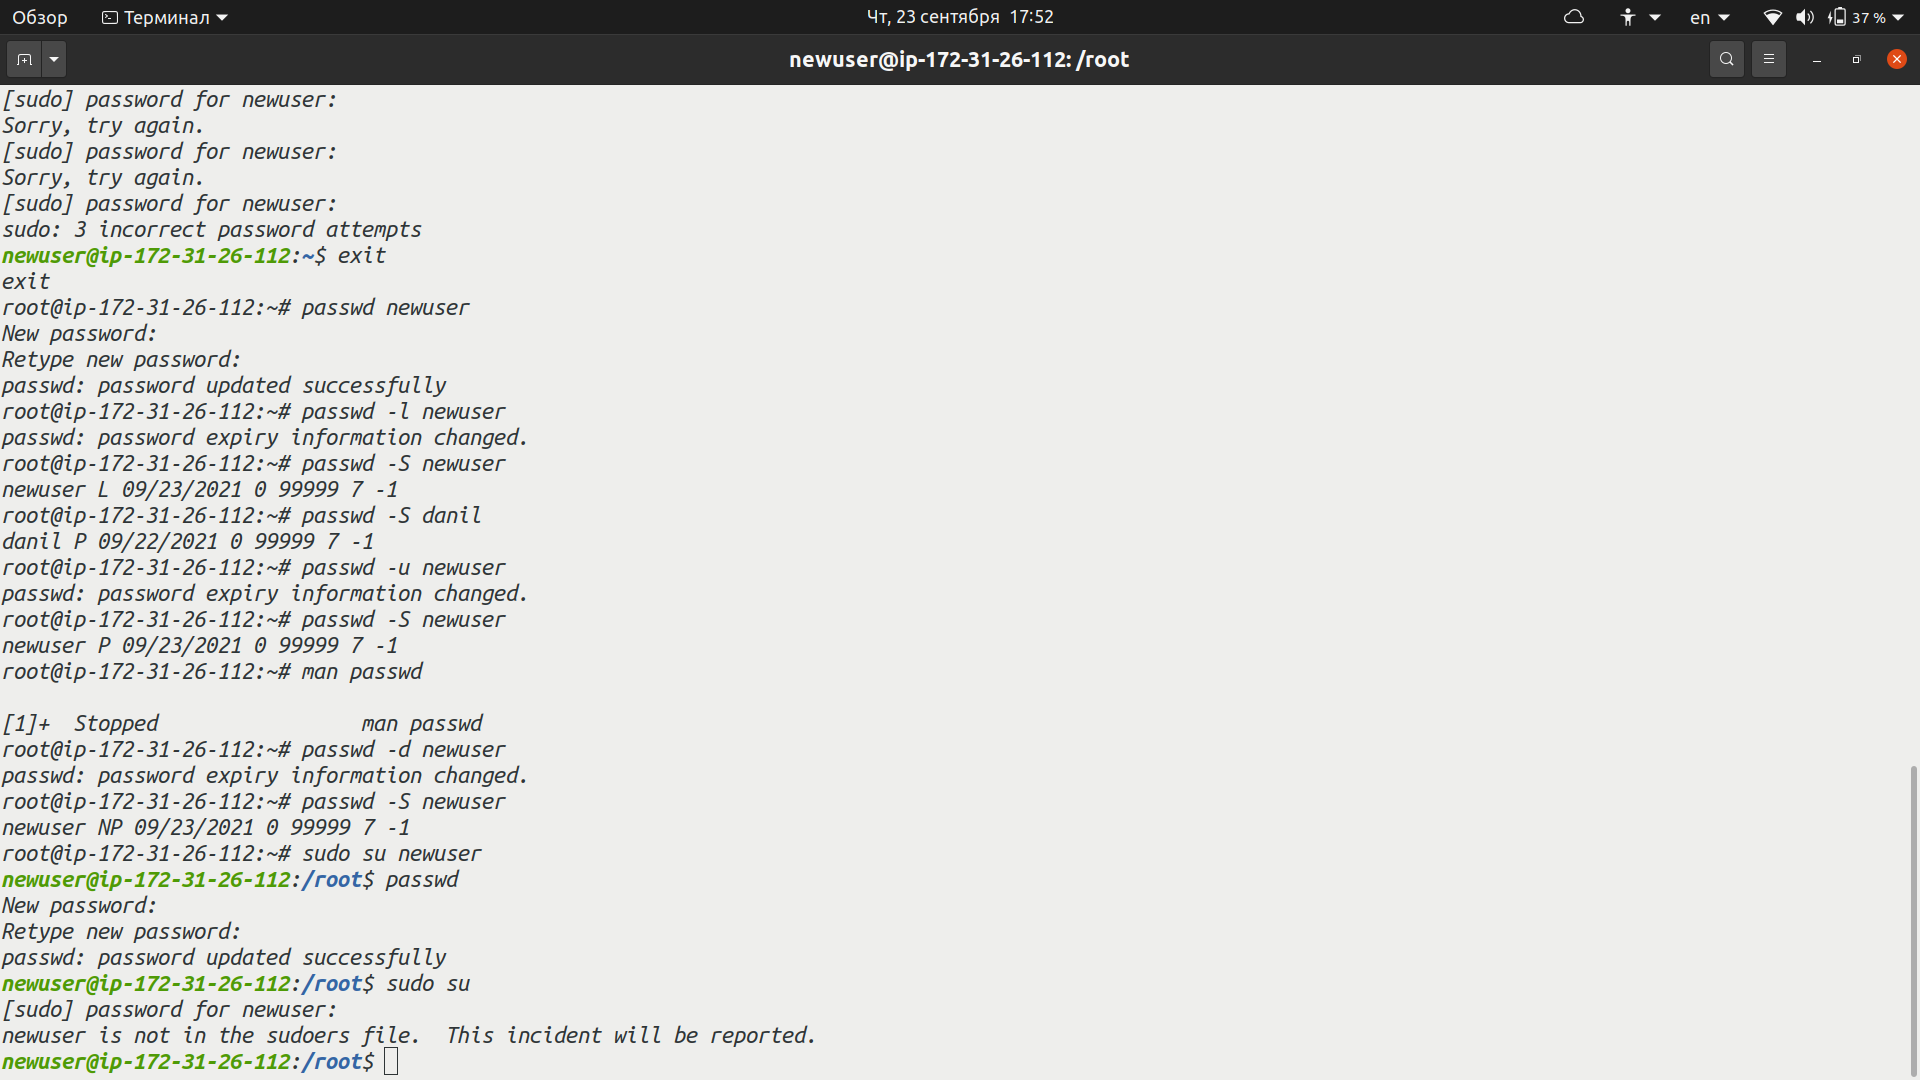 Обзор Терминал Чт, 23 сентября 17:52 en 37 %
newuser@ip-172-31-26-112: /root
[sudo] password for newuser:
Sorry, try again.
[sudo] password for newuser:
Sorry, try again.
[sudo] password for newuser:
sudo: 3 incorrect password attempts
newuser@ip-172-31-26-112:~$ exit
exit
root@ip-172-31-26-112:~# passwd newuser
New password:
Retype new password:
passwd: password updated successfully
root@ip-172-31-26-112:~# passwd -l newuser
passwd: password expiry information changed.
root@ip-172-31-26-112:~# passwd -S newuser
newuser L 09/23/2021 0 99999 7 -1
root@ip-172-31-26-112:~# passwd -S danil
danil P 09/22/2021 0 99999 7 -1
root@ip-172-31-26-112:~# passwd -u newuser
passwd: password expiry information changed.
root@ip-172-31-26-112:~# passwd -S newuser
newuser P 09/23/2021 0 99999 7 -1
root@ip-172-31-26-112:~# man passwd
[1]+  Stopped                 man passwd
root@ip-172-31-26-112:~# passwd -d newuser
passwd: password expiry information changed.
root@ip-172-31-26-112:~# passwd -S newuser
newuser NP 09/23/2021 0 99999 7 -1
root@ip-172-31-26-112:~# sudo su newuser
newuser@ip-172-31-26-112:/root$ passwd
New password:
Retype new password:
passwd: password updated successfully
newuser@ip-172-31-26-112:/root$ sudo su
[sudo] password for newuser:
newuser is not in the sudoers file.  This incident will be reported.
newuser@ip-172-31-26-112:/root$